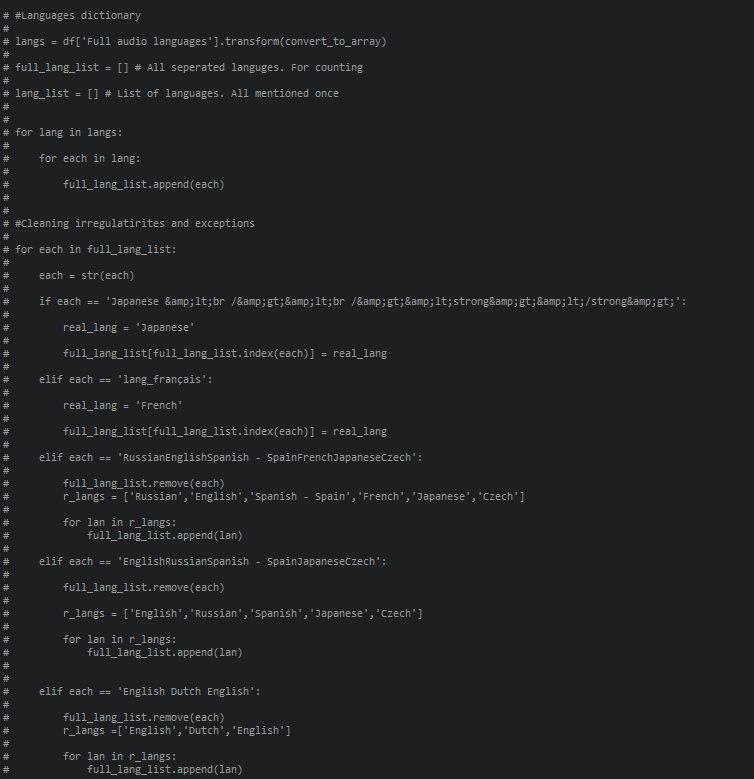 # #Languages dictionary
#
# langs = df['Full audio languages'].transform(convert_to_array)
#
# full_lang_list = [] # All seperated languges. For counting
#
# lang_list = [] # List of languages. All mentioned once
#
#
# for lang in langs:
#
#     for each in lang:
#
#         full_lang_list.append(each)
#
#
# #Cleaning irregulatirites and exceptions
#
# for each in full_lang_list:
#
#     each = str(each)
#
#     if each == 'Japanese &amp;lt;br /&amp;gt;&amp;lt;br /&amp;gt;&amp;lt;strong&amp;gt;&amp;lt;/strong&amp;gt;':
#
#         real_lang = 'Japanese'
#
#         full_lang_list[full_lang_list.index(each)] = real_lang
#
#     elif each == 'lang_français':
#
#         real_lang = 'French'
#
#         full_lang_list[full_lang_list.index(each)] = real_lang
#
#     elif each == 'RussianEnglishSpanish - SpainFrenchJapaneseCzech':
#
#         full_lang_list.remove(each)
#         r_langs = ['Russian','English','Spanish - Spain','French','Japanese','Czech']
#
#         for lan in r_langs:
#             full_lang_list.append(lan)
#
#     elif each == 'EnglishRussianSpanish - SpainJapaneseCzech':
#
#         full_lang_list.remove(each)
#
#         r_langs = ['English','Russian','Spanish','Japanese','Czech']
#
#         for lan in r_langs:
#             full_lang_list.append(lan)
#
#
#     elif each == 'English Dutch English':
#
#         full_lang_list.remove(each)
#         r_langs =['English','Dutch','English']
#
#         for lan in r_langs:
#             full_lang_list.append(lan)